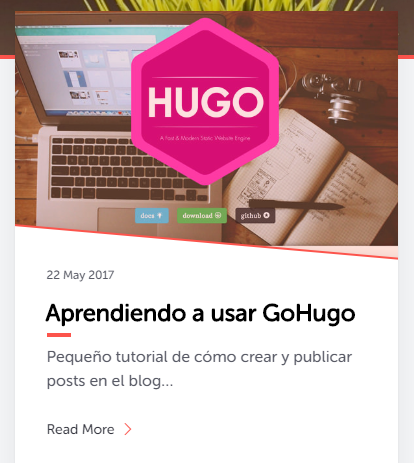 HUGO
A Fast & Modern Static Website Engine
docs
download
github
22 May 2017
Aprendiendo a usar GoHugo
Pequeño tutorial de cómo crear y publicar
posts en el blog...
Read More